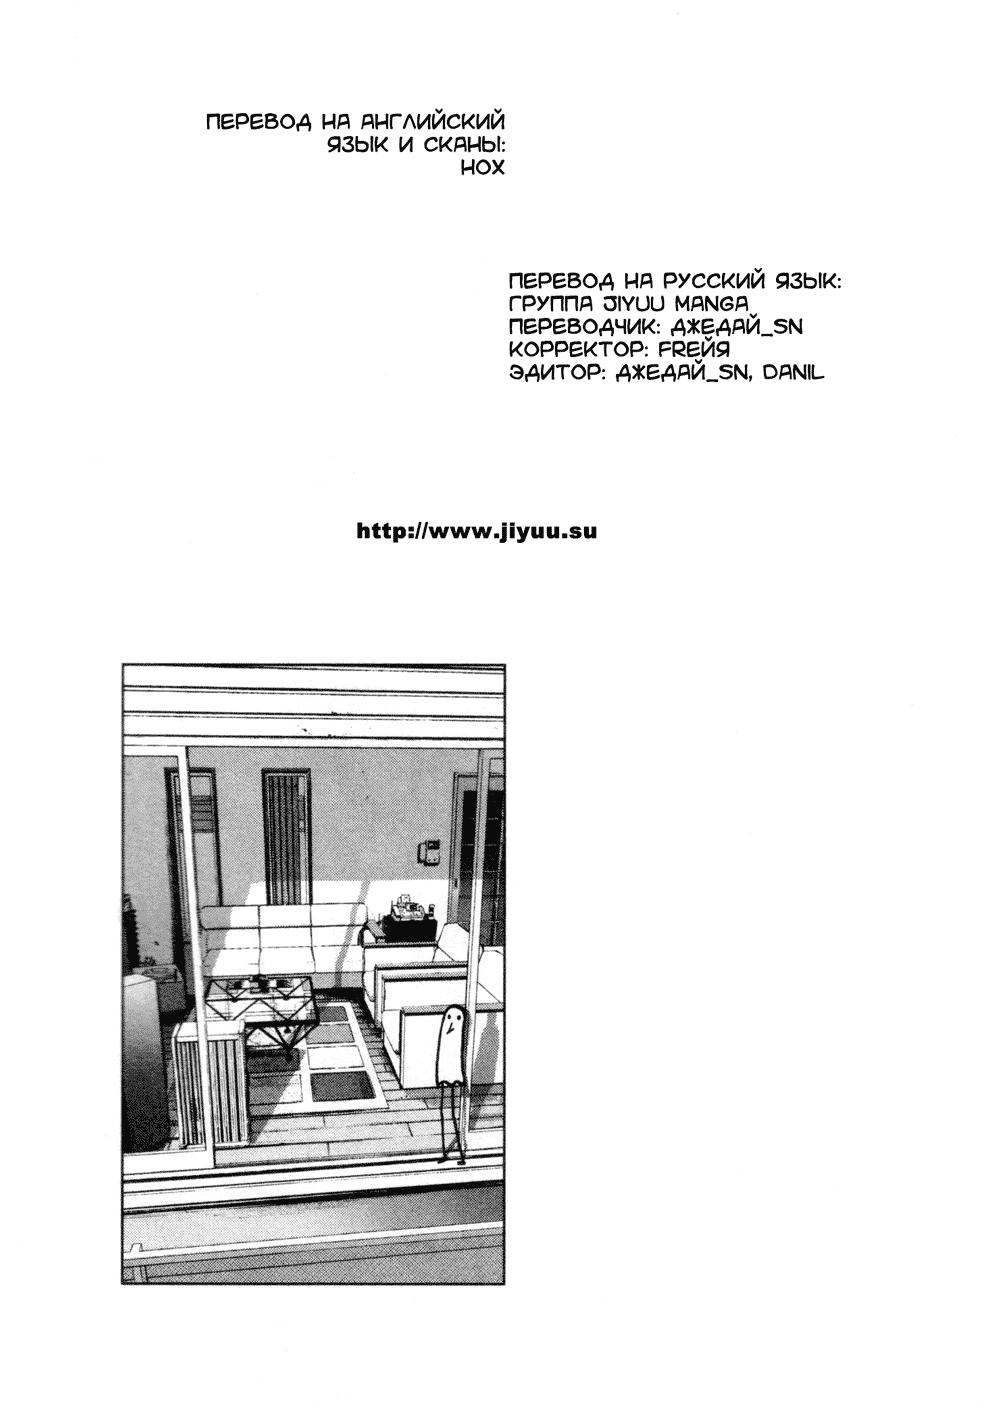 ПЕРЕВОД НА АНГЛИЙСКИЙ
ЯЗЫК И СКАНЫ:
НОХ
ПЕРЕВОД НА РУССКИЙ ЯЗЫК:
ГРУППА JIYUU MANGA
ПЕРЕВОДЧИК: ДЖЕДАЙ_SN
КОРРЕКТОР: FREЙЯ
ЭДИТОР: ДЖЕДАЙ_SN, DANIL
http://www.jiyuu.su